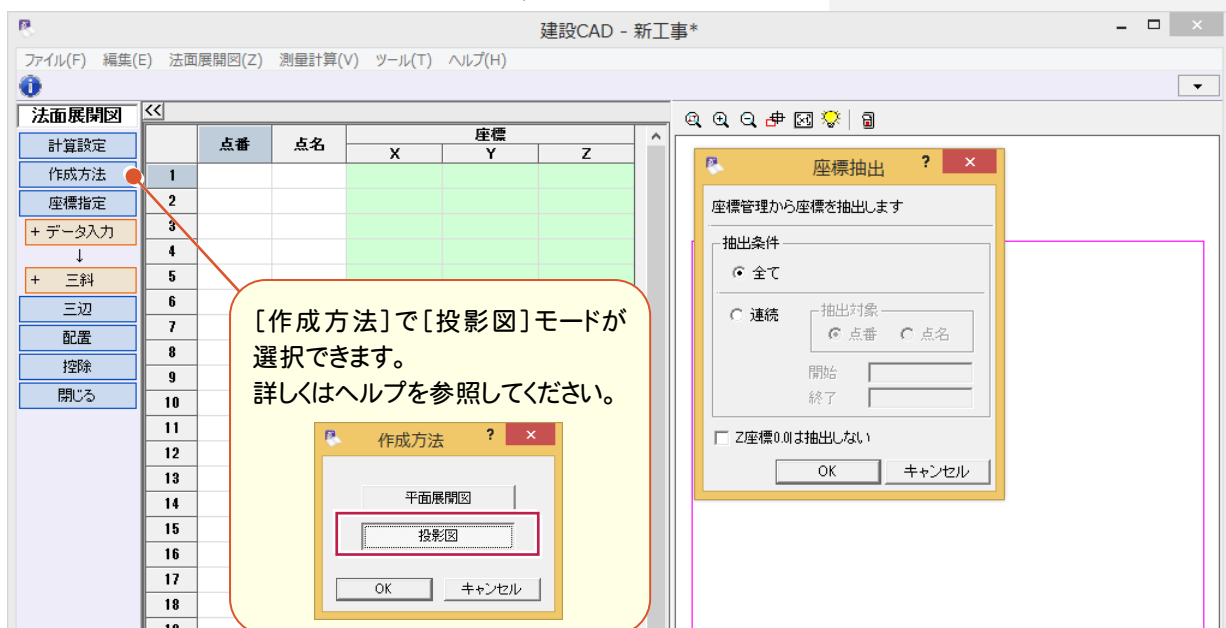 建設CAD - 新工事*
ファイル(F) 編集(E) 法面展開図(Z) 測量計算(V) ツール(T) ヘルプ(H)
法面展開図
<<
計算設定
作成方法
座標指定
+ データ入力
↓
+ 三斜
三辺
配置
控除
閉じる
点番 点名 座標
X Y Z
1
2
3
4
5
6
7
8
9
10
11
12
13
14
15
16
17
18
[作成方法]で[投影図]モードが
選択できます。
詳しくはヘルプを参照してください。
作成方法 ? ×
平面展開図
投影図
OK キャンセル
座標抽出 ? ×
座標管理から座標を抽出します
抽出条件
全て
連続
抽出対象
点番 点名
開始
終了
Z座標0.0は抽出しない
OK キャンセル